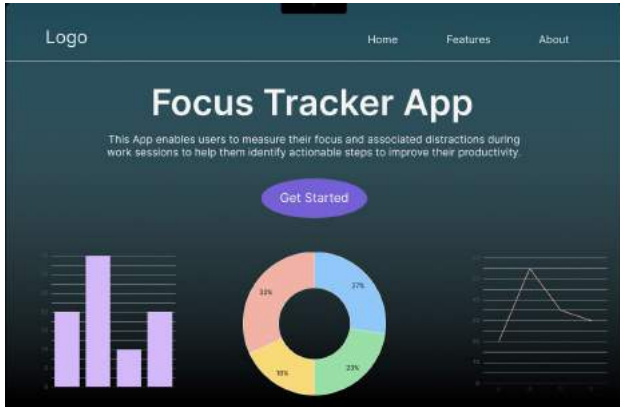 Logo
Home Features About
Focus Tracker App
This App enables users to measure their focus and associated distractions during
work sessions to help them identify actionable steps to improve their productivity.
Get Started
27%
23%